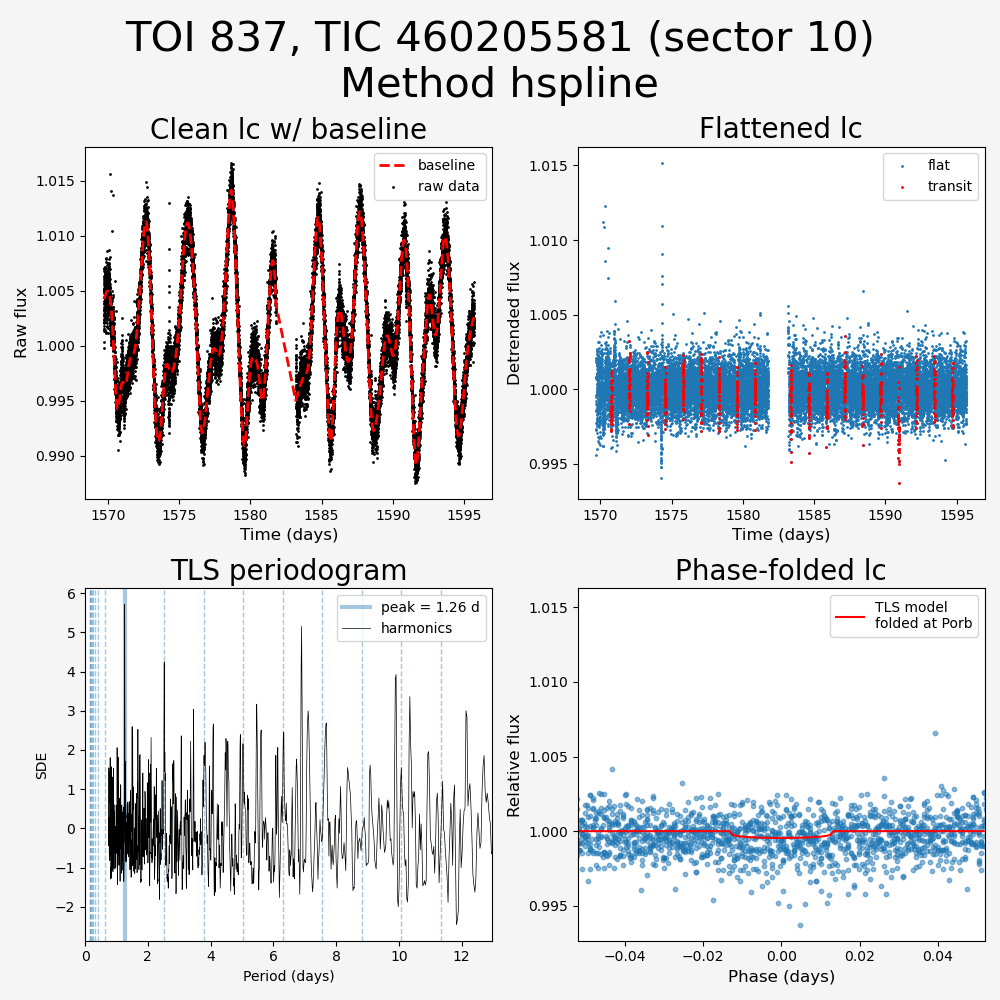 TOI 837, TIC 460205581 (sector 10)
Method hspline
Clean lc w/ baseline
baseline
raw data
1.015
1.010
1.005
1.000
0.995
0.990
Raw flux
1570 1575 1580 1585 1590 1595
Time (days)
Flattened lc
flat
transit
1.015
1.010
1.005
1.000
0.995
Detrended flux
1570 1575 1580 1585 1590 1595
Time (days)
TLS periodogram
peak = 1.26 d
harmonics
6
5
4
3
2
1
0
−1
−2
SDE
0 2 4 6 8 10 12
Period (days)
Phase-folded lc
TLS model
folded at Porb
1.015
1.010
1.005
1.000
0.995
Relative flux
−0.04 −0.02 0.00 0.02 0.04
Phase (days)